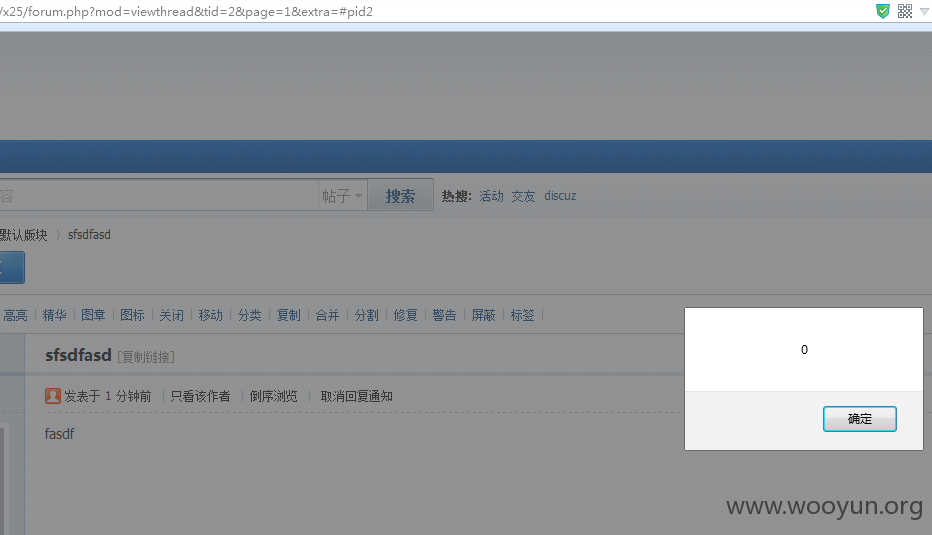 /x25/forum.php?mod=viewthread&tid=2&page=1&extra=#pid2
容 帖子 搜索 热搜: 活动 交友 discuz
默认版块 〉 sfsdfasd
高亮 | 精华 | 图章 | 图标 | 关闭 | 移动 | 分类 | 复制 | 合并 | 分割 | 修复 | 警告 | 屏蔽 | 标签 |
sfsdfasd [复制链接]
发表于 1 分钟前 | 只看该作者 | 倒序浏览 | 取消回复通知
fasdf
0
确定
www.wooyun.org